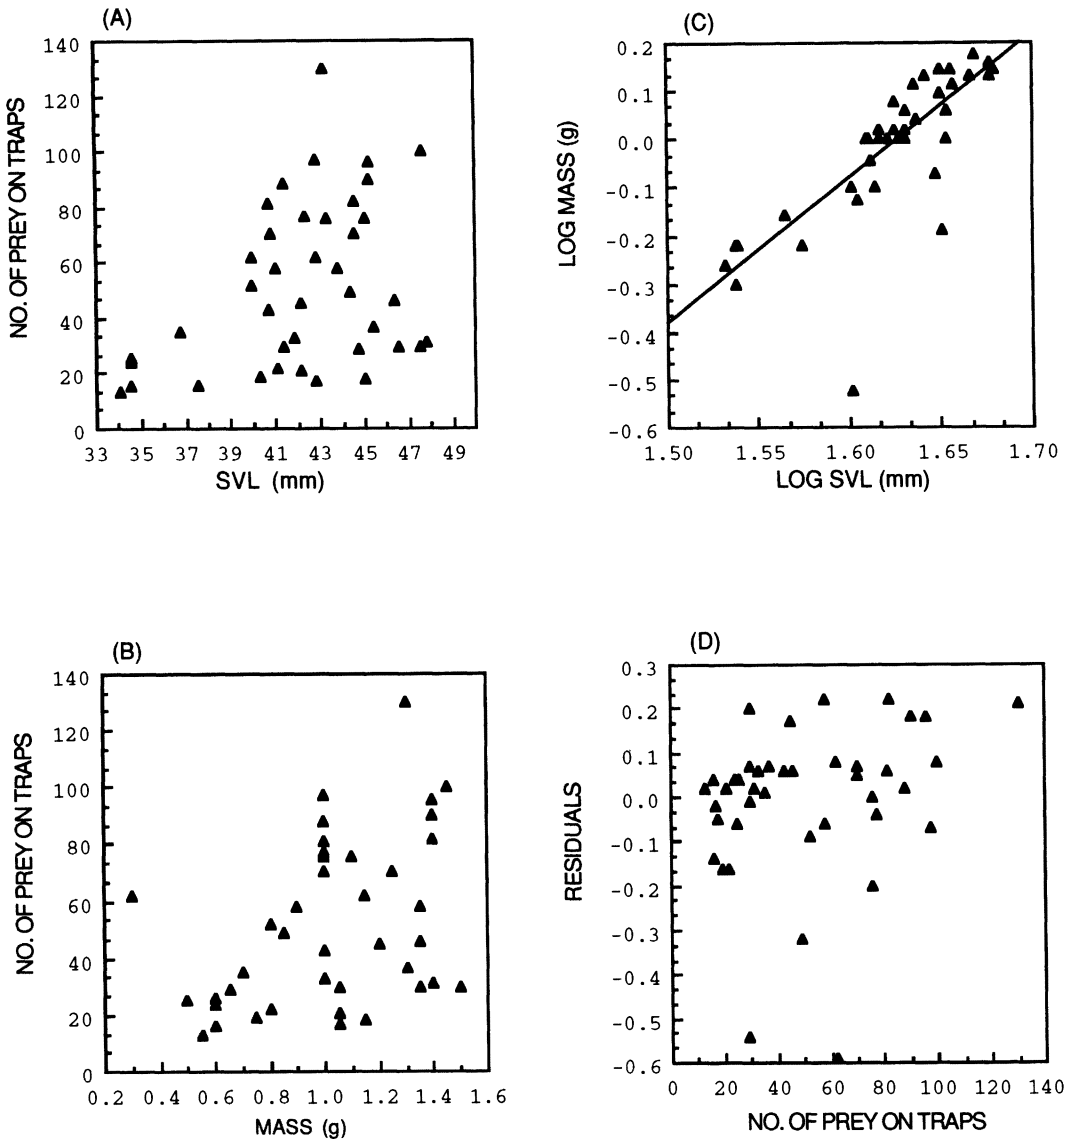 (A)
140
120
100
80
60
40
20
0
NO. OF PREY ON TRAPS
33 35 37 39 41 43 45 47 49
SVL (mm)
(C)
0.2
0.1
0.0
-0.1
-0.2
-0.3
-0.4
-0.5
-0.6
LOG MASS (g)
1.50 1.55 1.60 1.65 1.70
LOG SVL (mm)
(B)
140
120
100
80
60
40
20
0
NO. OF PREY ON TRAPS
0.2 0.4 0.6 0.8 1.0 1.2 1.4 1.6
MASS (g)
(D)
0.3
0.2
0.1
0.0
-0.1
-0.2
-0.3
-0.4
-0.5
-0.6
RESIDUALS
0 20 40 60 80 100 120 140
NO. OF PREY ON TRAPS